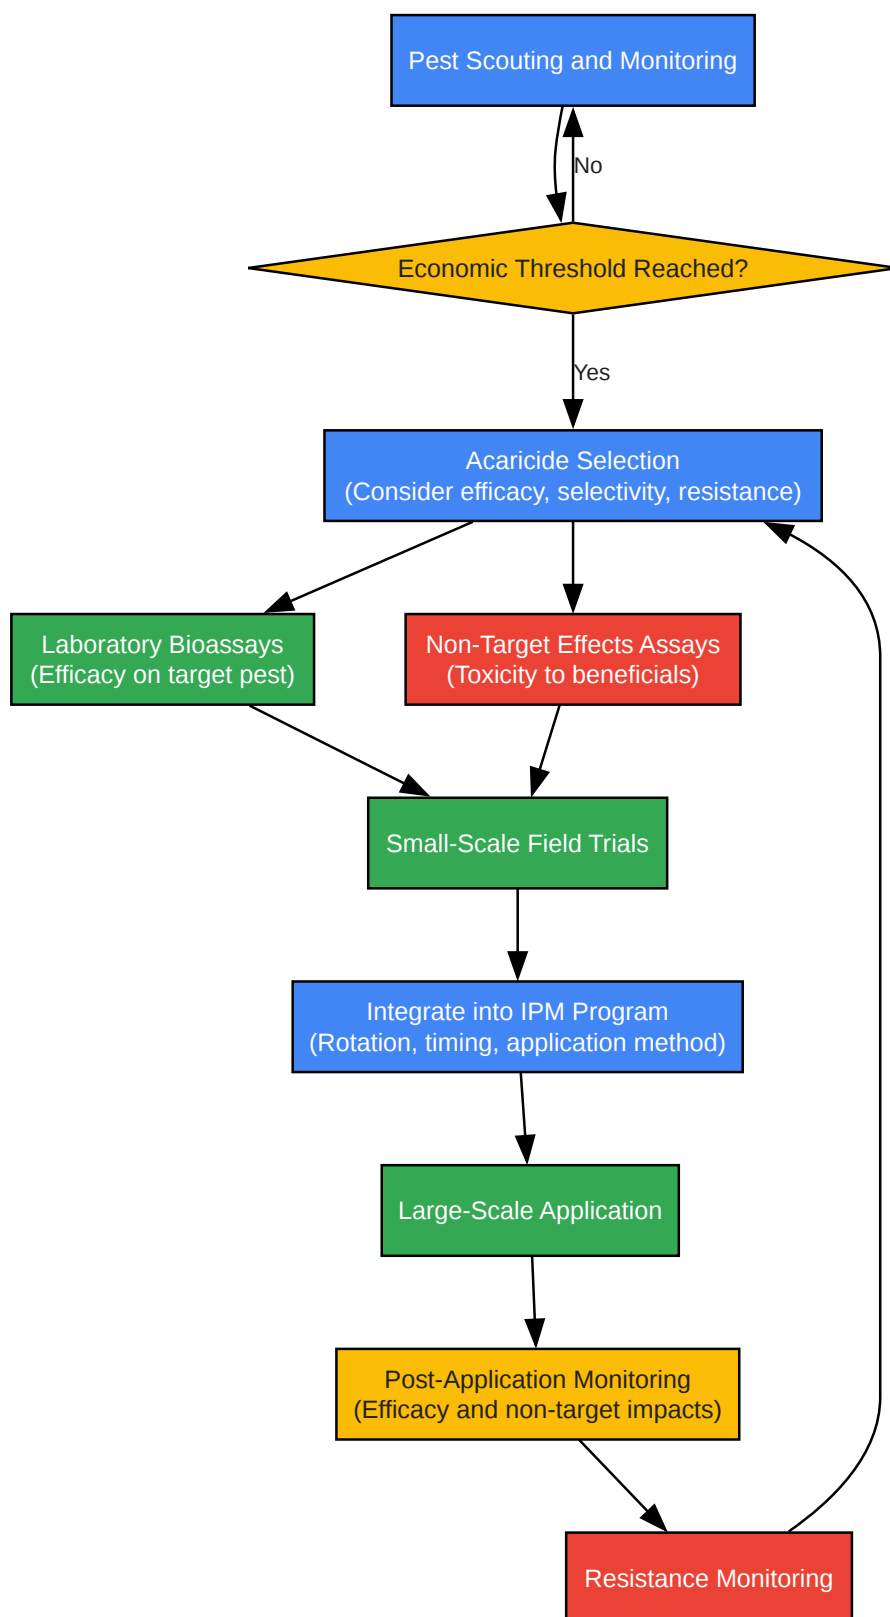 Pest Scouting and Monitoring
No
Economic Threshold Reached?
Yes
Acaricide Selection
(Consider efficacy, selectivity, resistance)
Laboratory Bioassays
(Efficacy on target pest)
Non-Target Effects Assays
(Toxicity to beneficials)
Small-Scale Field Trials
Integrate into IPM Program
(Rotation, timing, application method)
Large-Scale Application
Post-Application Monitoring
(Efficacy and non-target impacts)
Resistance Monitoring